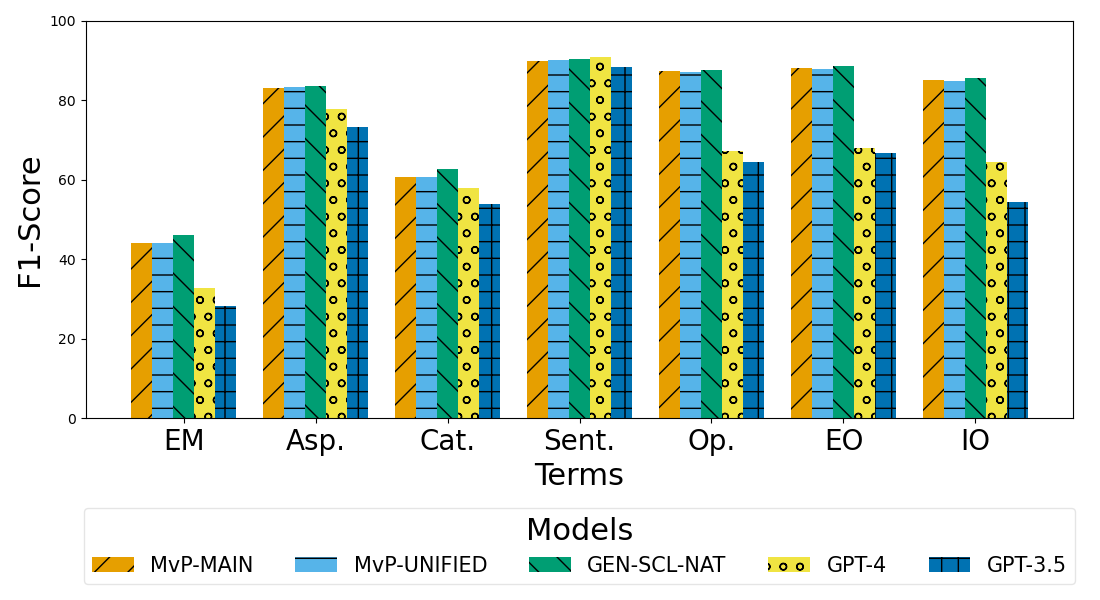 100
80
60
40
20
0
F1-Score
EM Asp. Cat. Sent. Op. EO IO
Terms
Models
MvP-MAIN MvP-UNIFIED GEN-SCL-NAT GPT-4 GPT-3.5